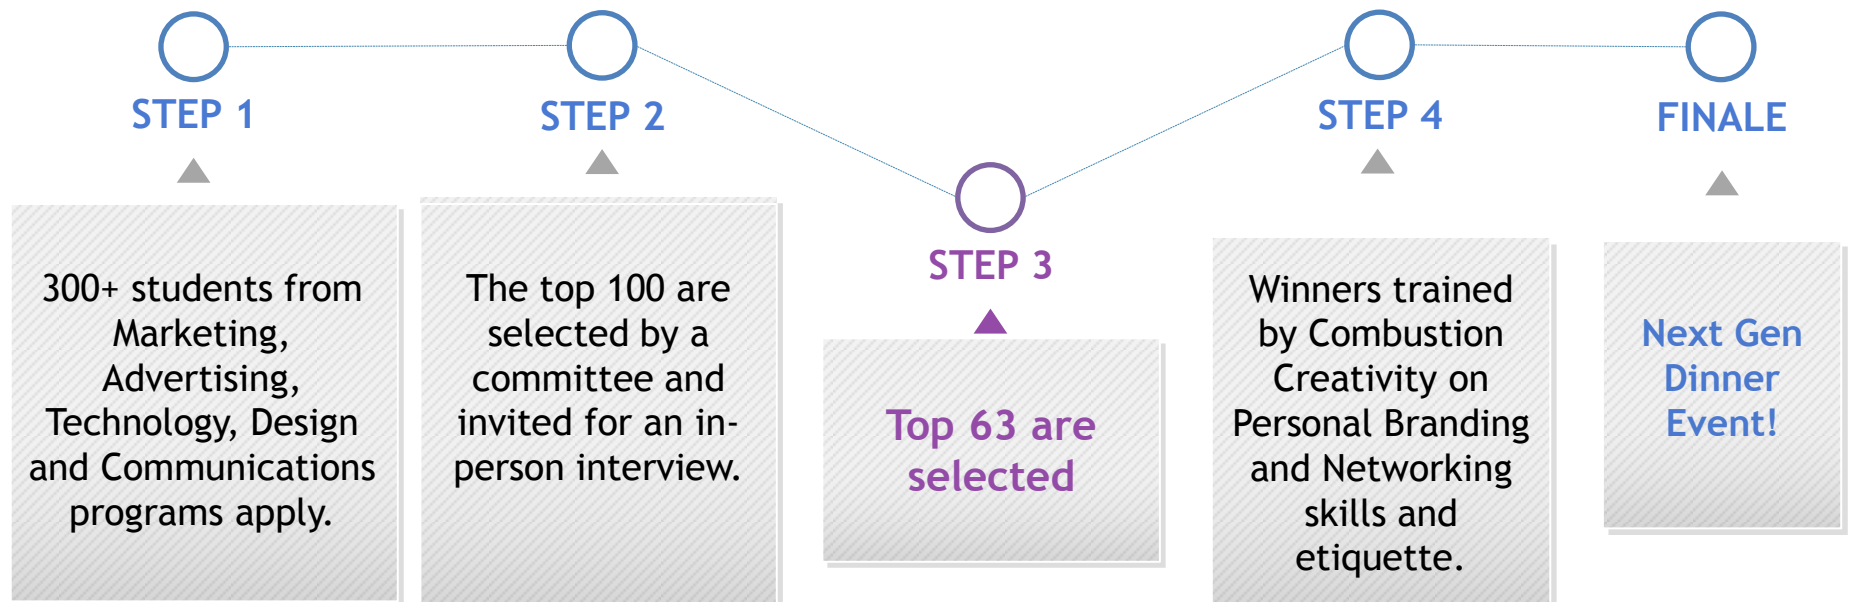 STEP 1
300+ students from
Marketing,
Advertising,
Technology, Design
and Communications
programs apply.
STEP 2
The top 100 are
selected by a
committee and
invited for an in-
person interview.
STEP 3
Top 63 are
selected
STEP 4
Winners trained
by Combustion
Creativity on
Personal Branding
and Networking
skills and
etiquette.
FINALE
Next Gen
Dinner
Event!